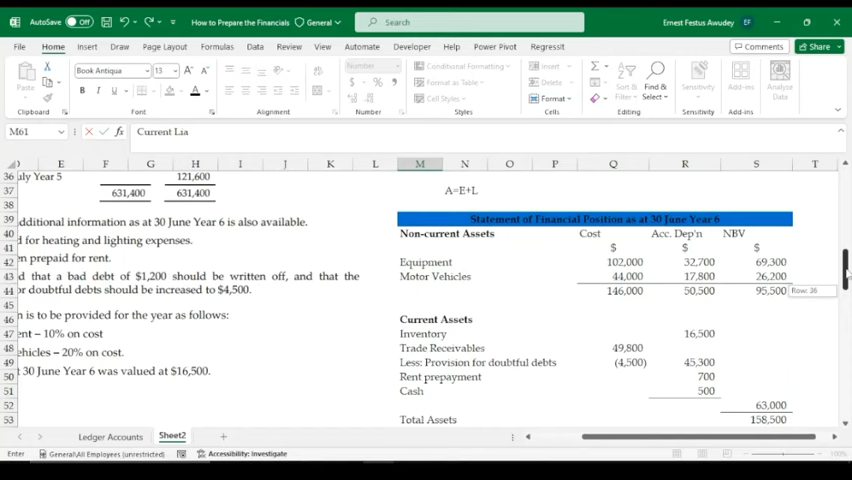 AutoSave Off How to Prepare the Financials General Search Ernest Festus Awudey EF
File Home Insert Draw Page Layout Formulas Data Review View Automate Developer Help Power Pivot Regressit Comments Share
Paste Book Antiqua 13 A A Number Conditional Formatting Insert Sort & Filter Find & Select Sensitivity Add-ins Analyze Data
B I U A $ % Format as Table Delete
Cell Styles Format
Clipboard Font Alignment Number Styles Cells Editing Sensitivity Add-ins
M61 fx Current Lia
D E F G H I J K L M N O P Q R S T
36 uly Year 5 121,600
37 631,400 631,400 A=E+L
38
39 dditional information as at 30 June Year 6 is also available. Statement of Financial Position as at 30 June Year 6
40 d for heating and lighting expenses. Non-current Assets Cost Acc. Dep'n NBV
41 en prepaid for rent. $ $ $
42 d that a bad debt of $1,200 should be written off, and that the Equipment 102,000 32,700 69,300
43 Motor Vehicles 44,000 17,800 26,200
44 r doubtful debts should be increased to $4,500. 146,000 50,500 95,500 Row: 36
45
46 n is to be provided for the year as follows: Current Assets
47 ent – 10% on cost Inventory 16,500
48 ehicles – 20% on cost. Trade Receivables 49,800
49 t 30 June Year 6 was valued at $16,500. Less: Provision for doubtful debts (4,500) 45,300
50 Rent prepayment 700
51 Cash 500
52 63,000
53 Total Assets 158,500
Ledger Accounts Sheet2
Enter General\All Employees (unrestricted) Accessibility: Investigate 100%